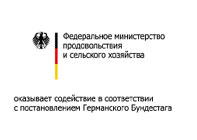 Федеральное министерство
продовольствия
и сельского хозяйства
оказывает содействие в соответствии
с постановлением Германского Бундестага